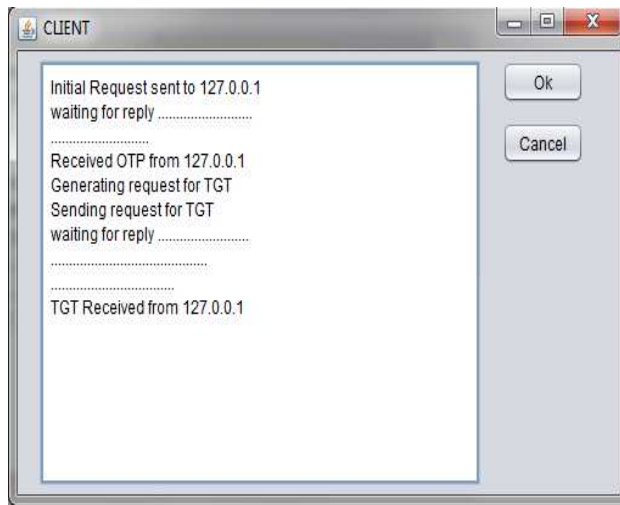 CLIENT
Initial Request sent to 127.0.0.1
waiting for reply ..........................
...........................
Received OTP from 127.0.0.1
Generating request for TGT
Sending request for TGT
waiting for reply .........................
...........................................
..................................
TGT Received from 127.0.0.1
Ok
Cancel